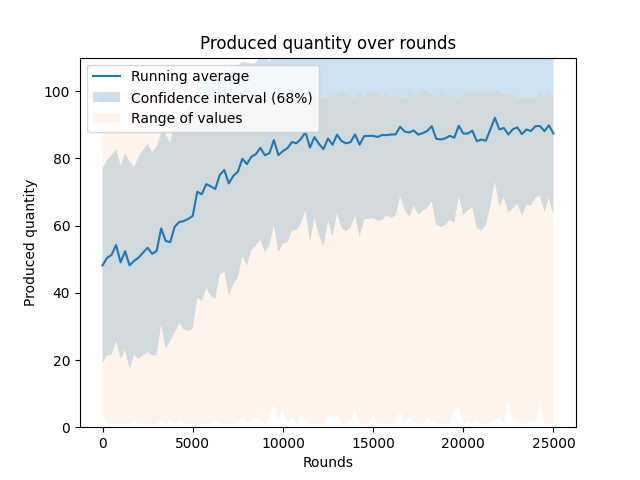 Produced quantity over rounds
Running average
Confidence interval (68%)
Range of values
Produced quantity
100
80
60
40
20
0
0 5000 10000 15000 20000 25000
Rounds